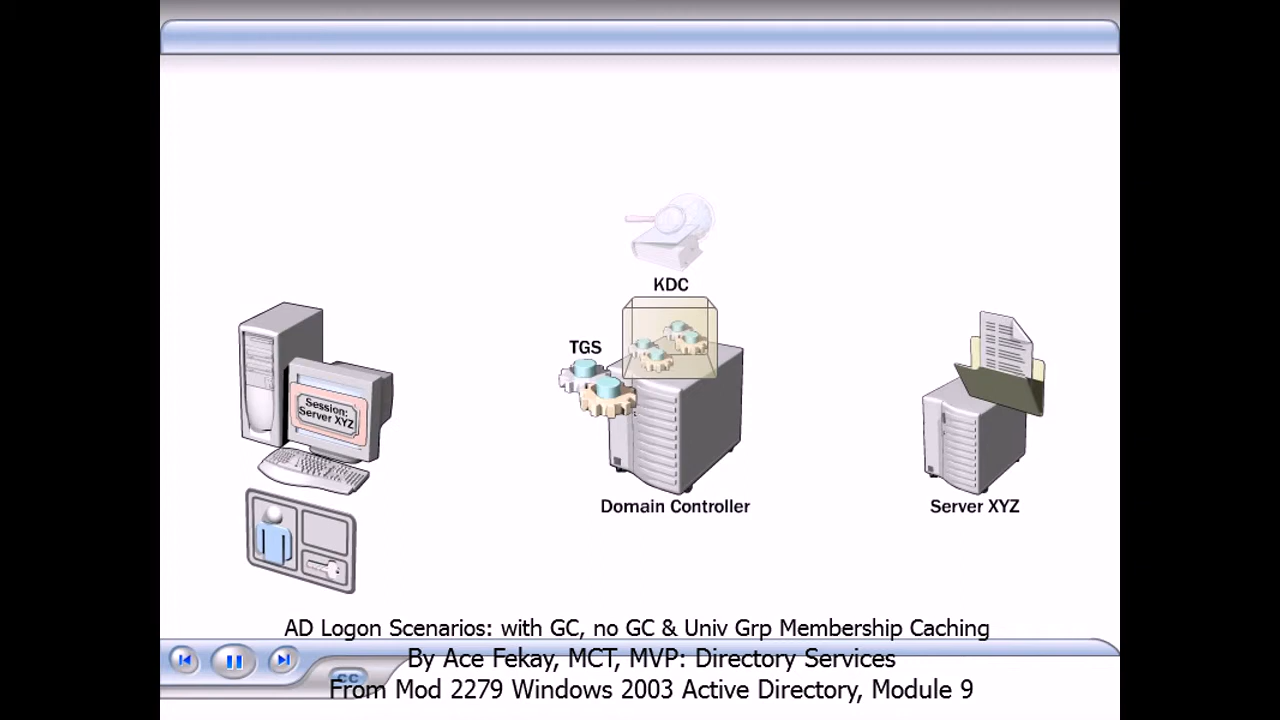 KDC
TGS
Session:
Server XYZ
Domain Controller
Server XYZ
AD Logon Scenarios: with GC, no GC & Univ Grp Membership Caching
By Ace Fekay, MCT, MVP: Directory Services
CC
From Mod 2279 Windows 2003 Active Directory, Module 9